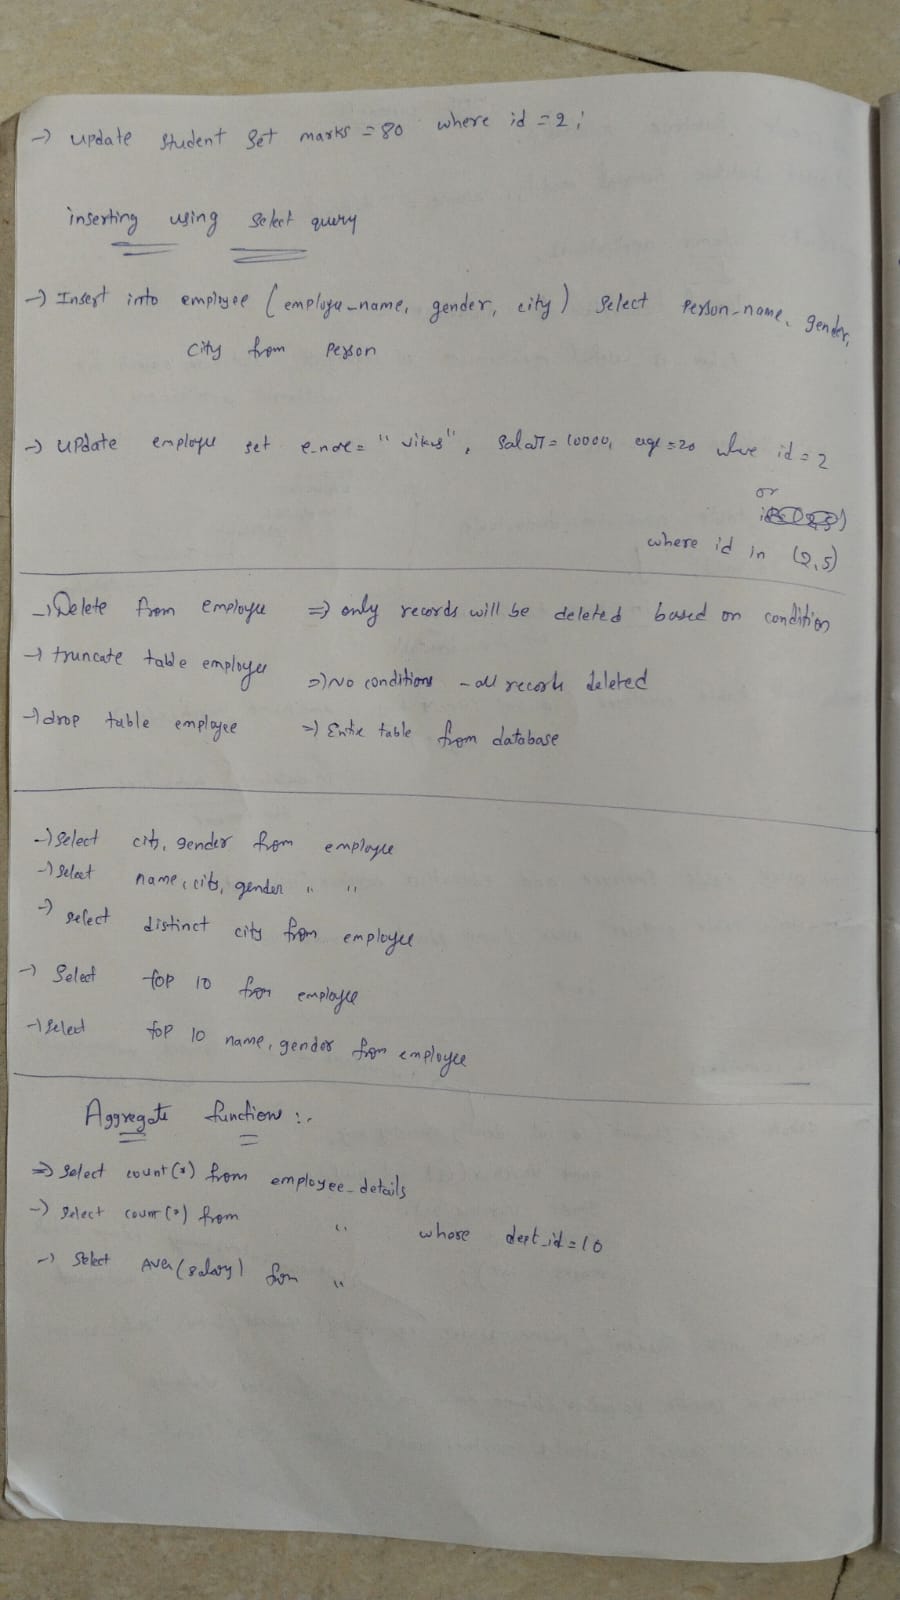 → update student set marks = 80 where id = 2;
inserting using select query
→ Insert into employee (employee_name, gender, city) select Person_name, gender,
city from Person
→ update employee set e_name = "vikas", salary = 10000, age = 20 where id = 2
or
where id in (2,5)
→ Delete from employee ⇒ only records will be deleted based on condition
→ truncate table employee ⇒ No conditions - all records deleted
→ drop table employee ⇒ Entire table from database
→ select city, gender from employee
→ select name, city, gender " "
→ select distinct city from employee
→ Select top 10 from employee
→ select top 10 name, gender from employee
Aggregate function :-
⇒ select count(*) from employee_details
→ select count(*) from " where dept_id = 10
→ Select (salary) from "